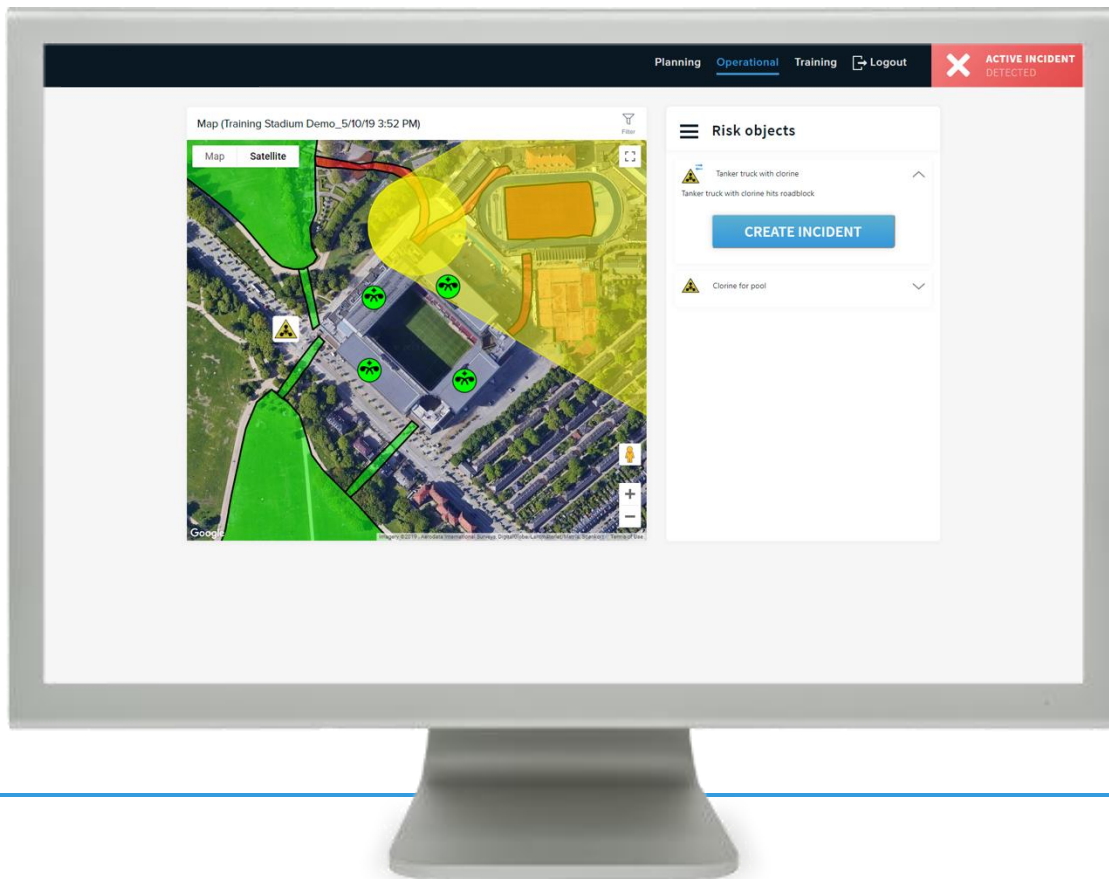 Planning Operational Training Logout
ACTIVE INCIDENT
DETECTED
Map (Training Stadium Demo_5/10/19 3:52 PM)
Filter
Map Satellite
Risk objects
Tanker truck with clorine
Tanker truck with clorine hits roadblock
CREATE INCIDENT
Clorine for pool
Google